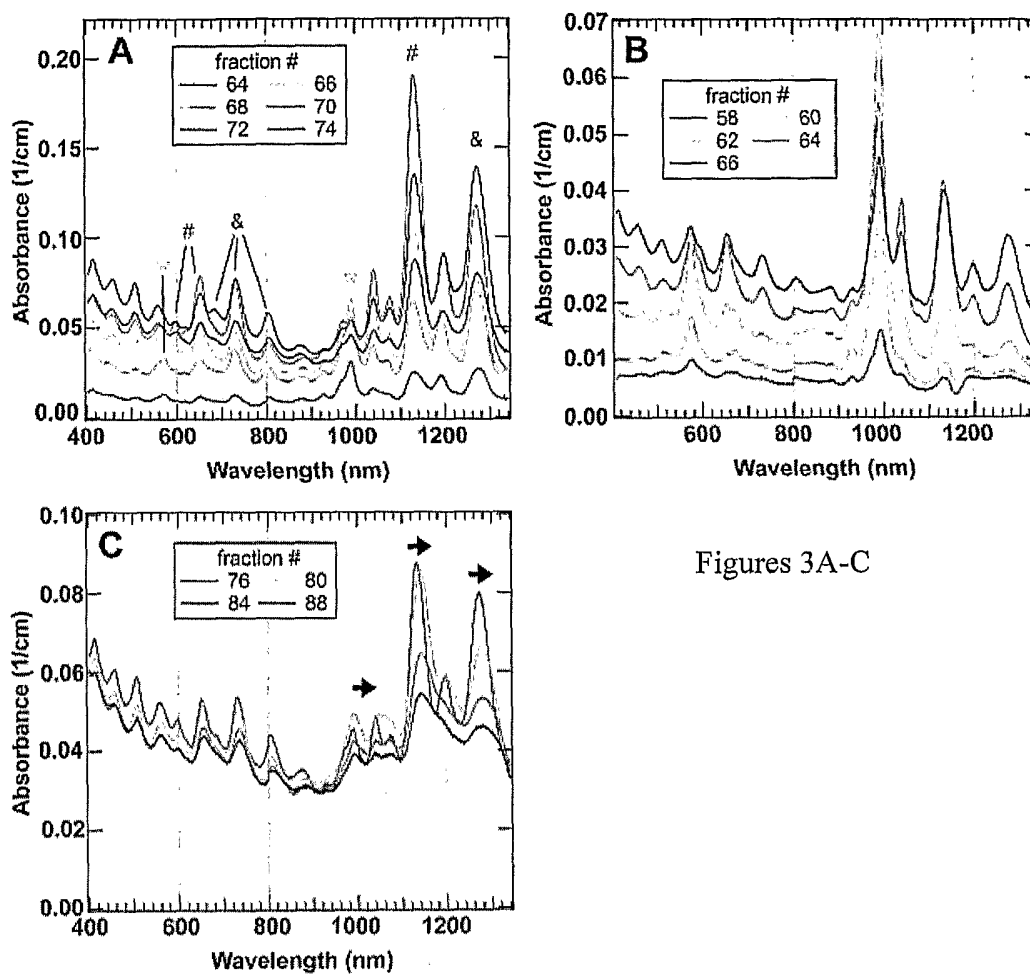 A
fraction #
64 66
68 70
72 74
#
&
#
&
Absorbance (1/cm)
0.20
0.15
0.10
0.05
0.00
400 600 800 1000 1200
Wavelength (nm)
B
fraction #
58 60
62 64
66
Absorbance (1/cm)
0.07
0.06
0.05
0.04
0.03
0.02
0.01
0.00
600 800 1000 1200
Wavelength (nm)
C
fraction #
76 80
84 88
Absorbance (1/cm)
0.10
0.08
0.06
0.04
0.02
0.00
400 600 800 1000 1200
Wavelength (nm)
Figures 3A-C